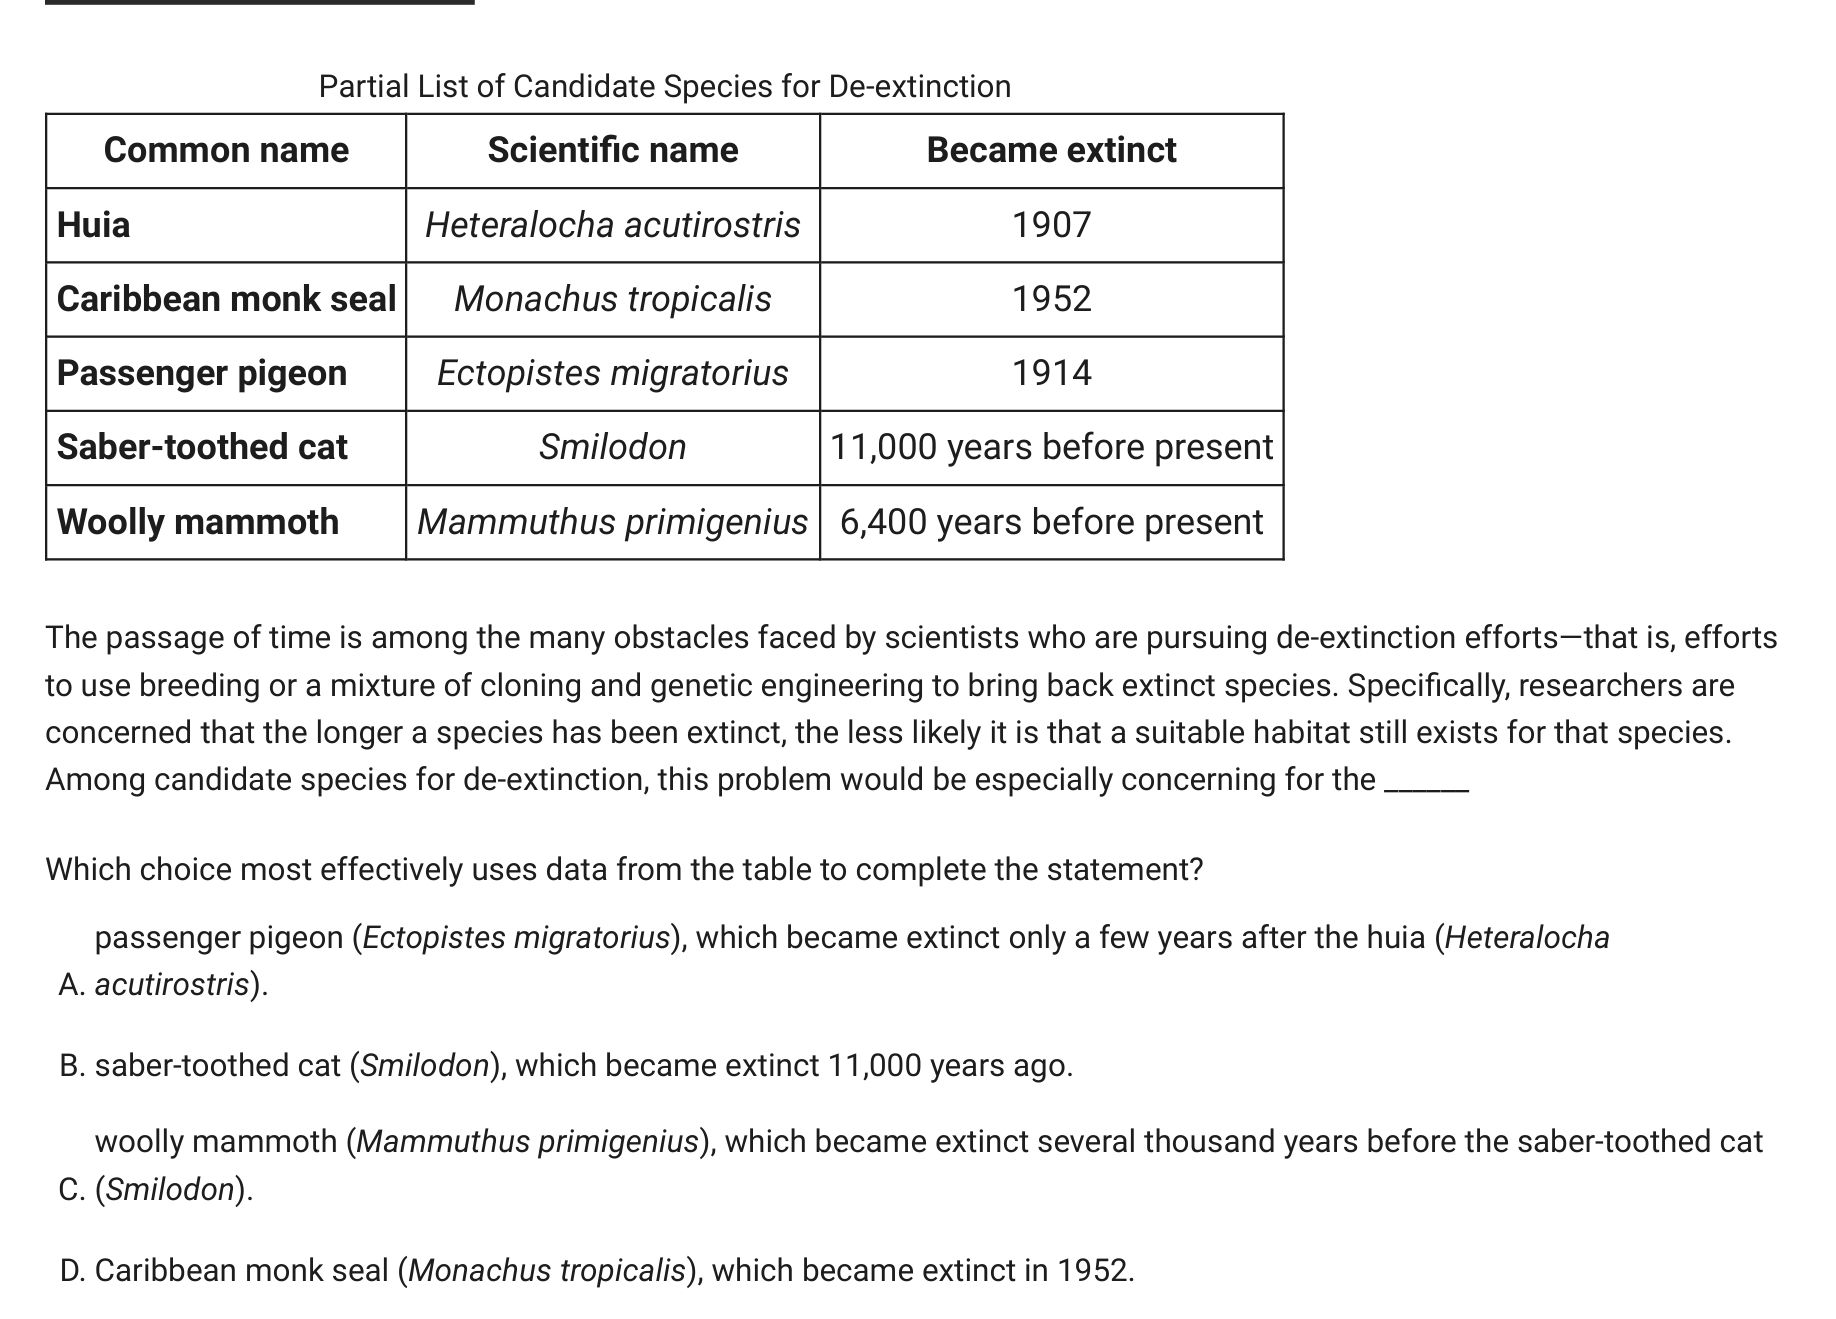 Partial List of Candidate Species for De-extinction
Common name Scientific name Became extinct
Huia Heteralocha acutirostris 1907
Caribbean monk seal Monachus tropicalis 1952
Passenger pigeon Ectopistes migratorius 1914
Saber-toothed cat Smilodon 11,000 years before present
Woolly mammoth Mammuthus primigenius 6,400 years before present
The passage of time is among the many obstacles faced by scientists who are pursuing de-extinction efforts—that is, efforts
to use breeding or a mixture of cloning and genetic engineering to bring back extinct species. Specifically, researchers are
concerned that the longer a species has been extinct, the less likely it is that a suitable habitat still exists for that species.
Among candidate species for de-extinction, this problem would be especially concerning for the ______
Which choice most effectively uses data from the table to complete the statement?
passenger pigeon (Ectopistes migratorius), which became extinct only a few years after the huia (Heteralocha
A. acutirostris).
B. saber-toothed cat (Smilodon), which became extinct 11,000 years ago.
woolly mammoth (Mammuthus primigenius), which became extinct several thousand years before the saber-toothed cat
C. (Smilodon).
D. Caribbean monk seal (Monachus tropicalis), which became extinct in 1952.